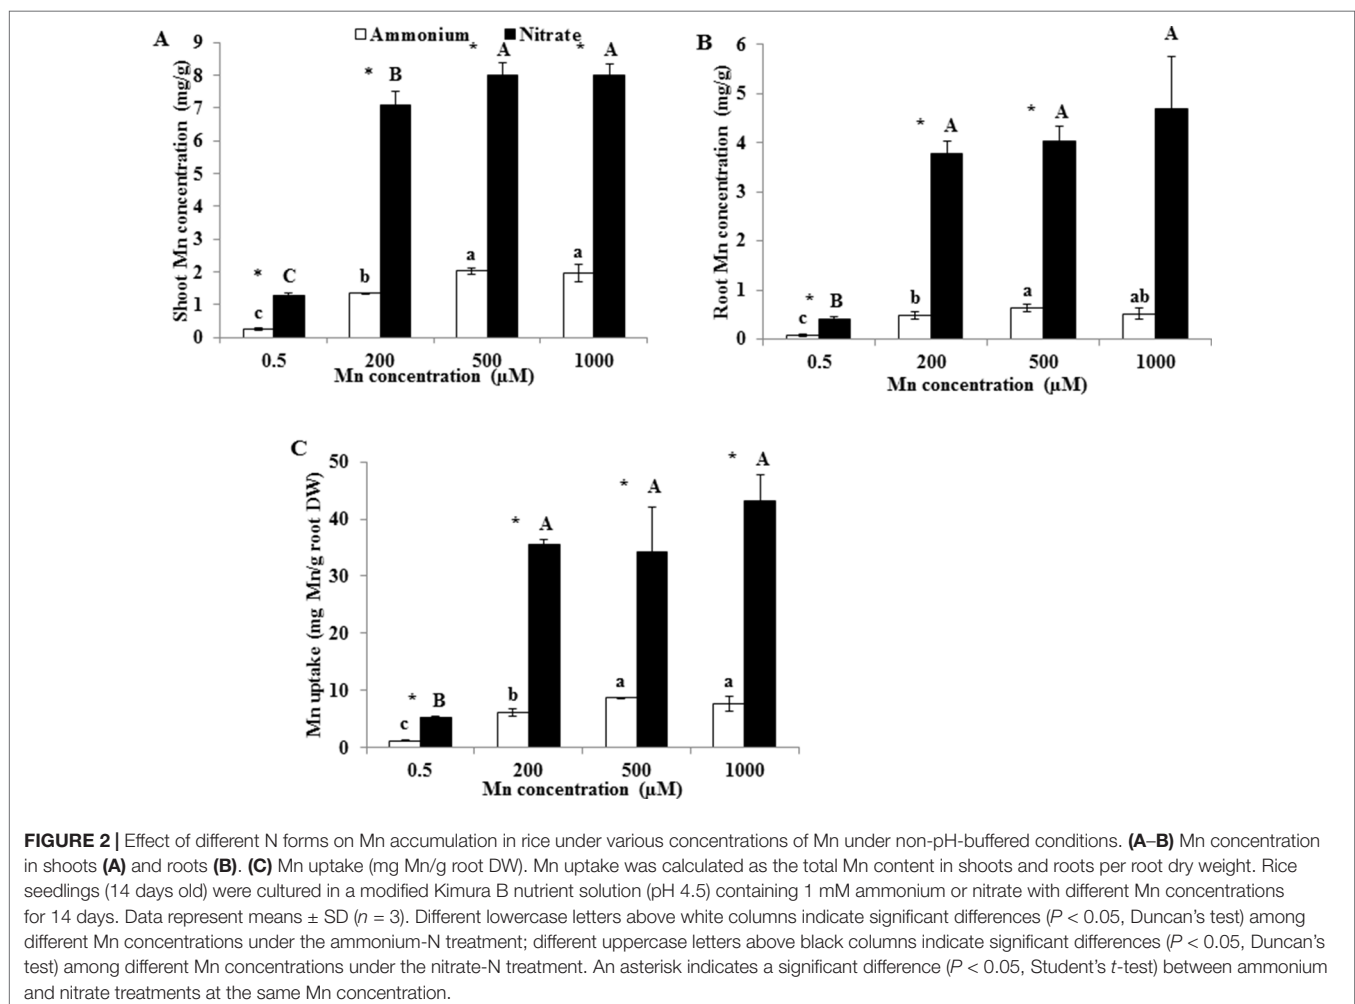 A
Ammonium Nitrate
9
8
7
6
5
4
3
2
1
0
Shoot Mn concentration (mg/g)
* C
c
* B
b
* A
a
* A
a
0.5 200 500 1000
Mn concentration (µM)
B
6
5
4
3
2
1
0
Root Mn concentration (mg/g)
* B
c
* A
b
* A
a
A
ab
0.5 200 500 1000
Mn concentration (µM)
C
50
40
30
20
10
0
Mn uptake (mg Mn/g root DW)
* B
c
* A
b
* A
a
* A
a
0.5 200 500 1000
Mn concentration (µM)
FIGURE 2 | Effect of different N forms on Mn accumulation in rice under various concentrations of Mn under non-pH-buffered conditions. (A–B) Mn concentration
in shoots (A) and roots (B). (C) Mn uptake (mg Mn/g root DW). Mn uptake was calculated as the total Mn content in shoots and roots per root dry weight. Rice
seedlings (14 days old) were cultured in a modified Kimura B nutrient solution (pH 4.5) containing 1 mM ammonium or nitrate with different Mn concentrations
for 14 days. Data represent means ± SD (n = 3). Different lowercase letters above white columns indicate significant differences (P < 0.05, Duncan’s test) among
different Mn concentrations under the ammonium-N treatment; different uppercase letters above black columns indicate significant differences (P < 0.05, Duncan’s
test) among different Mn concentrations under the nitrate-N treatment. An asterisk indicates a significant difference (P < 0.05, Student’s t-test) between ammonium
and nitrate treatments at the same Mn concentration.